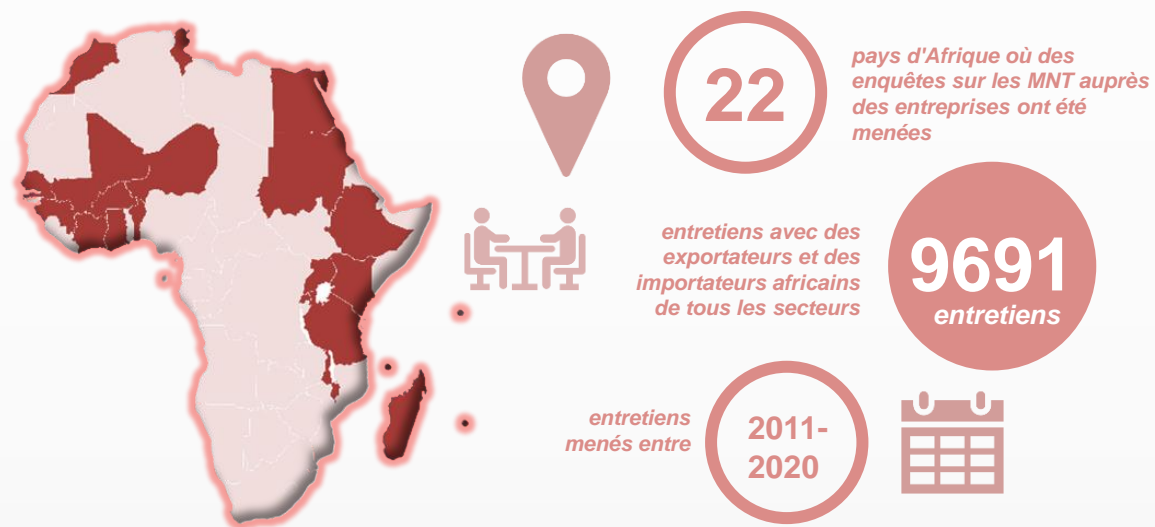 22
pays d'Afrique où des
enquêtes sur les MNT auprès
des entreprises ont été
menées
entretiens avec des
exportateurs et des
importateurs africains
de tous les secteurs
9691
entretiens
entretiens
menés entre
2011-
2020